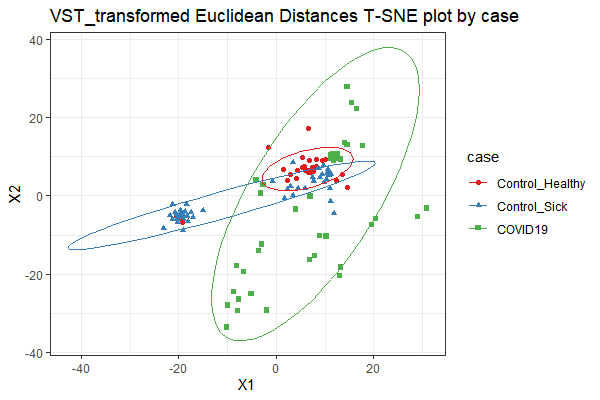 VST_transformed Euclidean Distances T-SNE plot by case
40
20
0
-20
-40
X2
-40
-20
0
20
X1
case
Control_Healthy
Control_Sick
COVID19